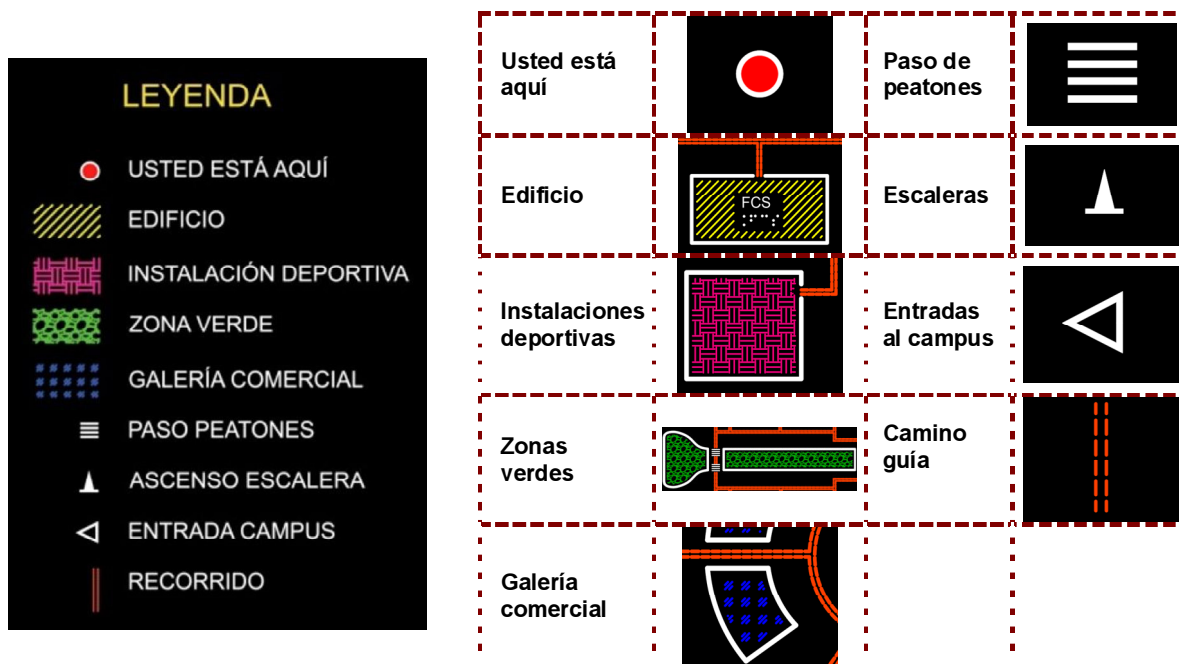 LEYENDA
USTED ESTÁ AQUÍ
EDIFICIO
INSTALACIÓN DEPORTIVA
ZONA VERDE
GALERÍA COMERCIAL
PASO PEATONES
ASCENSO ESCALERA
ENTRADA CAMPUS
RECORRIDO
Usted está
aquí
Paso de
peatones
Edificio
FCS
Escaleras
Instalaciones
deportivas
Entradas
al campus
Zonas
verdes
Camino
guía
Galería
comercial